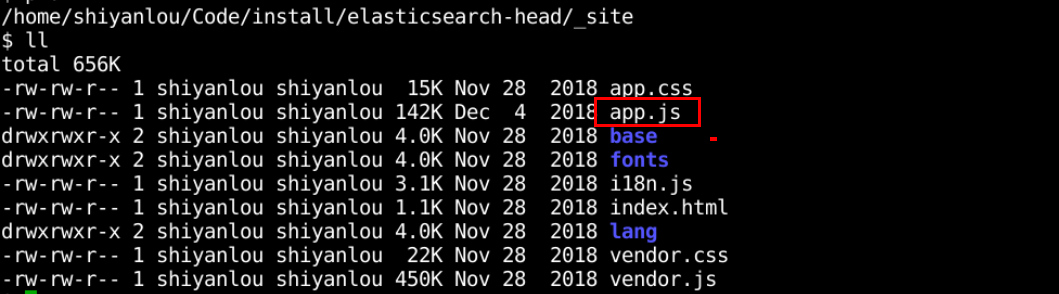 /home/shiyanlou/Code/install/elasticsearch-head/_site
$ ll
total 656K
-rw-rw-r-- 1 shiyanlou shiyanlou  15K Nov 28  2018 app.css
-rw-rw-r-- 1 shiyanlou shiyanlou 142K Dec  4  2018 app.js
drwxrwxr-x 2 shiyanlou shiyanlou 4.0K Nov 28  2018 base
drwxrwxr-x 2 shiyanlou shiyanlou 4.0K Nov 28  2018 fonts
-rw-rw-r-- 1 shiyanlou shiyanlou 3.1K Nov 28  2018 i18n.js
-rw-rw-r-- 1 shiyanlou shiyanlou 1.1K Nov 28  2018 index.html
drwxrwxr-x 2 shiyanlou shiyanlou 4.0K Nov 28  2018 lang
-rw-rw-r-- 1 shiyanlou shiyanlou  22K Nov 28  2018 vendor.css
-rw-rw-r-- 1 shiyanlou shiyanlou 450K Nov 28  2018 vendor.js